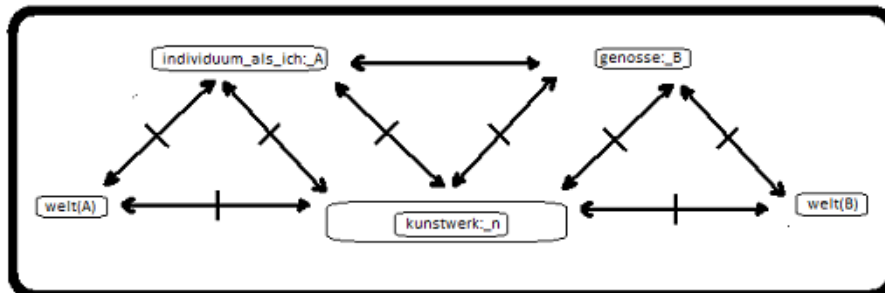 individuum_als_ich:_A
genosse:_B
welt(A)
kunstwerk:_n
welt(B)